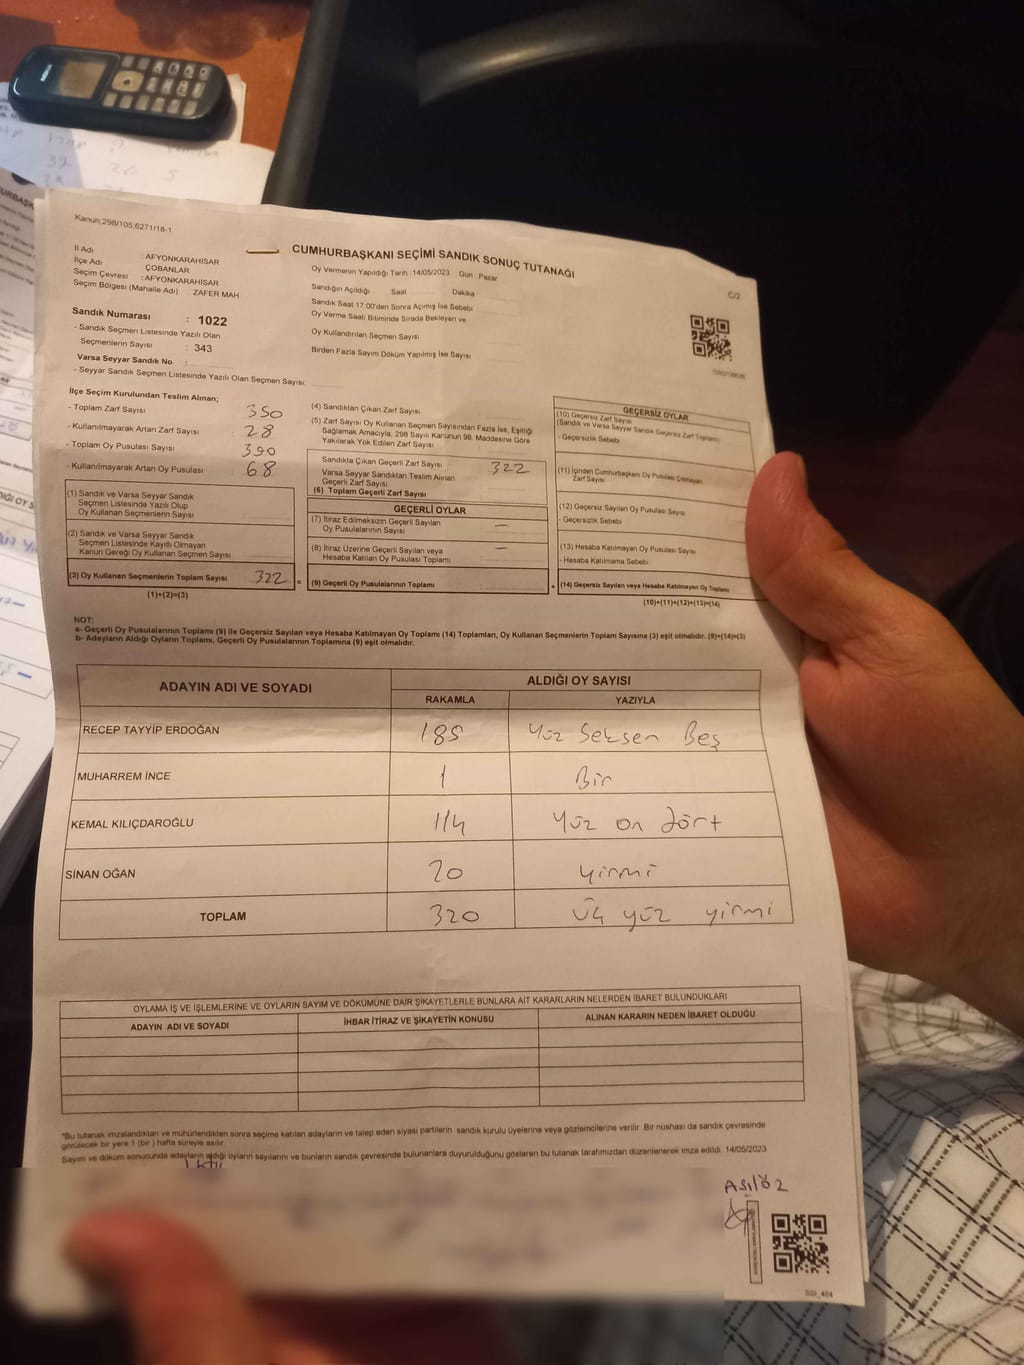 Kanun;298/105;6271/18-1
CUMHURBAŞKANI SEÇİMİ SANDIK SONUÇ TUTANAĞI
C/2
İl Adı : AFYONKARAHİSAR
İlçe Adı : ÇOBANLAR
Seçim Çevresi : AFYONKARAHİSAR
Seçim Bölgesi (Mahalle Adı) : ZAFER MAH
Sandık Numarası : 1022
- Sandık Seçmen Listesinde Yazılı Olan
Seçmenlerin Sayısı : 343
Varsa Seyyar Sandık No :
- Seyyar Sandık Seçmen Listesinde Yazılı Olan Seçmen Sayısı:
Oy Vermenin Yapıldığı Tarih :14/05/2023 Gün : Pazar
Sandığın Açıldığı Saat Dakika
Sandık Saat 17:00'den Sonra Açımış İse Sebebi
Oy Verme Saati Bitiminde Sırada Bekleyen ve
Oy Kullandırılan Seçmen Sayısı
Birden Fazla Sayım Döküm Yapılmış İse Sayısı
İlçe Seçim Kurulundan Teslim Alınan;
- Toplam Zarf Sayısı 350
- Kullanılmayarak Artan Zarf Sayısı : 28
- Toplam Oy Pusulası Sayısı 390
- Kullanılmayarak Artan Oy Pusulası : 68
(1) Sandık ve Varsa Seyyar Sandık
Seçmen Listesinde Yazılı Olup
Oy Kullanan Seçmenlerin Sayısı :
(2) Sandık ve Varsa Seyyar Sandık
Seçmen Listesinde Kayıtlı Olmayan
Kanun Gereği Oy Kullanan Seçmen Sayısı :
(3) Oy Kullanan Seçmenlerin Toplam Sayısı 322 =
(1)+(2)=(3)
(4) Sandıktan Çıkan Zarf Sayısı
(5) Zarf Sayısı Oy Kullanan Seçmen Sayısından Fazla İse, Eşitliği
Sağlamak Amacıyla; 298 Sayılı Kanunun 98. Maddesine Göre
Yakılarak Yok Edilen Zarf Sayısı
Sandıkta Çıkan Geçerli Zarf Sayısı 322
Varsa Seyyar Sandıktan Teslim Alınan
Geçerli Zarf Sayısı
(6) Toplam Geçerli Zarf Sayısı
GEÇERLİ OYLAR
(7) İtiraz Edilmeksizin Geçerli Sayılan
Oy Pusulalarının Sayısı : —
(8) İtiraz Üzerine Geçerli Sayılan veya
Hesaba Katılan Oy Pusulası Toplamı : —
(9) Geçerli Oy Pusulalarının Toplamı : +
GEÇERSİZ OYLAR
(10) Geçersiz Zarf Sayısı
(Sandık ve Varsa Seyyar Sandık Geçersiz Zarf Toplamı)
- Geçersizlik Sebebi
(11) İçinden Cumhurbaşkanı Oy Pusulası Çıkmayan
Zarf Sayısı
(12) Geçersiz Sayılan Oy Pusulası Sayısı
- Geçersizlik Sebebi
(13) Hesaba Katılmayan Oy Pusulası Sayısı
- Hesaba Katılmama Sebebi
(14) Geçersiz Sayılan veya Hesaba Katılmayan Oy Toplamı
(10)+(11)+(12)+(13)=(14)
NOT:
a- Geçerli Oy Pusulalarının Toplamı (9) ile Geçersiz Sayılan veya Hesaba Katılmayan Oy Toplamı (14) Toplamları, Oy Kullanan Seçmenlerin Toplam Sayısına (3) eşit olmalıdır. (9)+(14)=(3)
b- Adayların Aldığı Oyların Toplamı, Geçerli Oy Pusulalarının Toplamına (9) eşit olmalıdır.
ADAYIN ADI VE SOYADI ALDIĞI OY SAYISI
RAKAMLA YAZIYLA
RECEP TAYYİP ERDOĞAN 185 Yüz Seksen Beş
MUHARREM İNCE 1 Bir
KEMAL KILIÇDAROĞLU 114 Yüz on dört
SİNAN OĞAN 20 yirmi
TOPLAM 320 Üç yüz yirmi
OYLAMA İŞ VE İŞLEMLERİNE VE OYLARIN SAYIM VE DÖKÜMÜNE DAİR ŞİKAYETLERLE BUNLARA AİT KARARLARIN NELERDEN İBARET BULUNDUKLARI
ADAYIN ADI VE SOYADI İHBAR İTİRAZ VE ŞİKAYETİN KONUSU ALINAN KARARIN NEDEN İBARET OLDUĞU
*Bu tutanak imzalandıktan ve mühürlendikten sonra seçime katılan adayların ve talep eden siyasi partilerin sandık kurulu üyelerine veya gözlemcilerine verilir. Bir nüshası da sandık çevresinde
görülecek bir yere 1 (bir) hafta süreyle asılır.
Sayım ve döküm sonucunda adayların aldığı oyların sayılarını ve bunların sandık çevresinde bulunanlara duyurulduğunu gösteren bu tutanak tarafımızdan düzenlenerek imza edildi. 14/05/2023